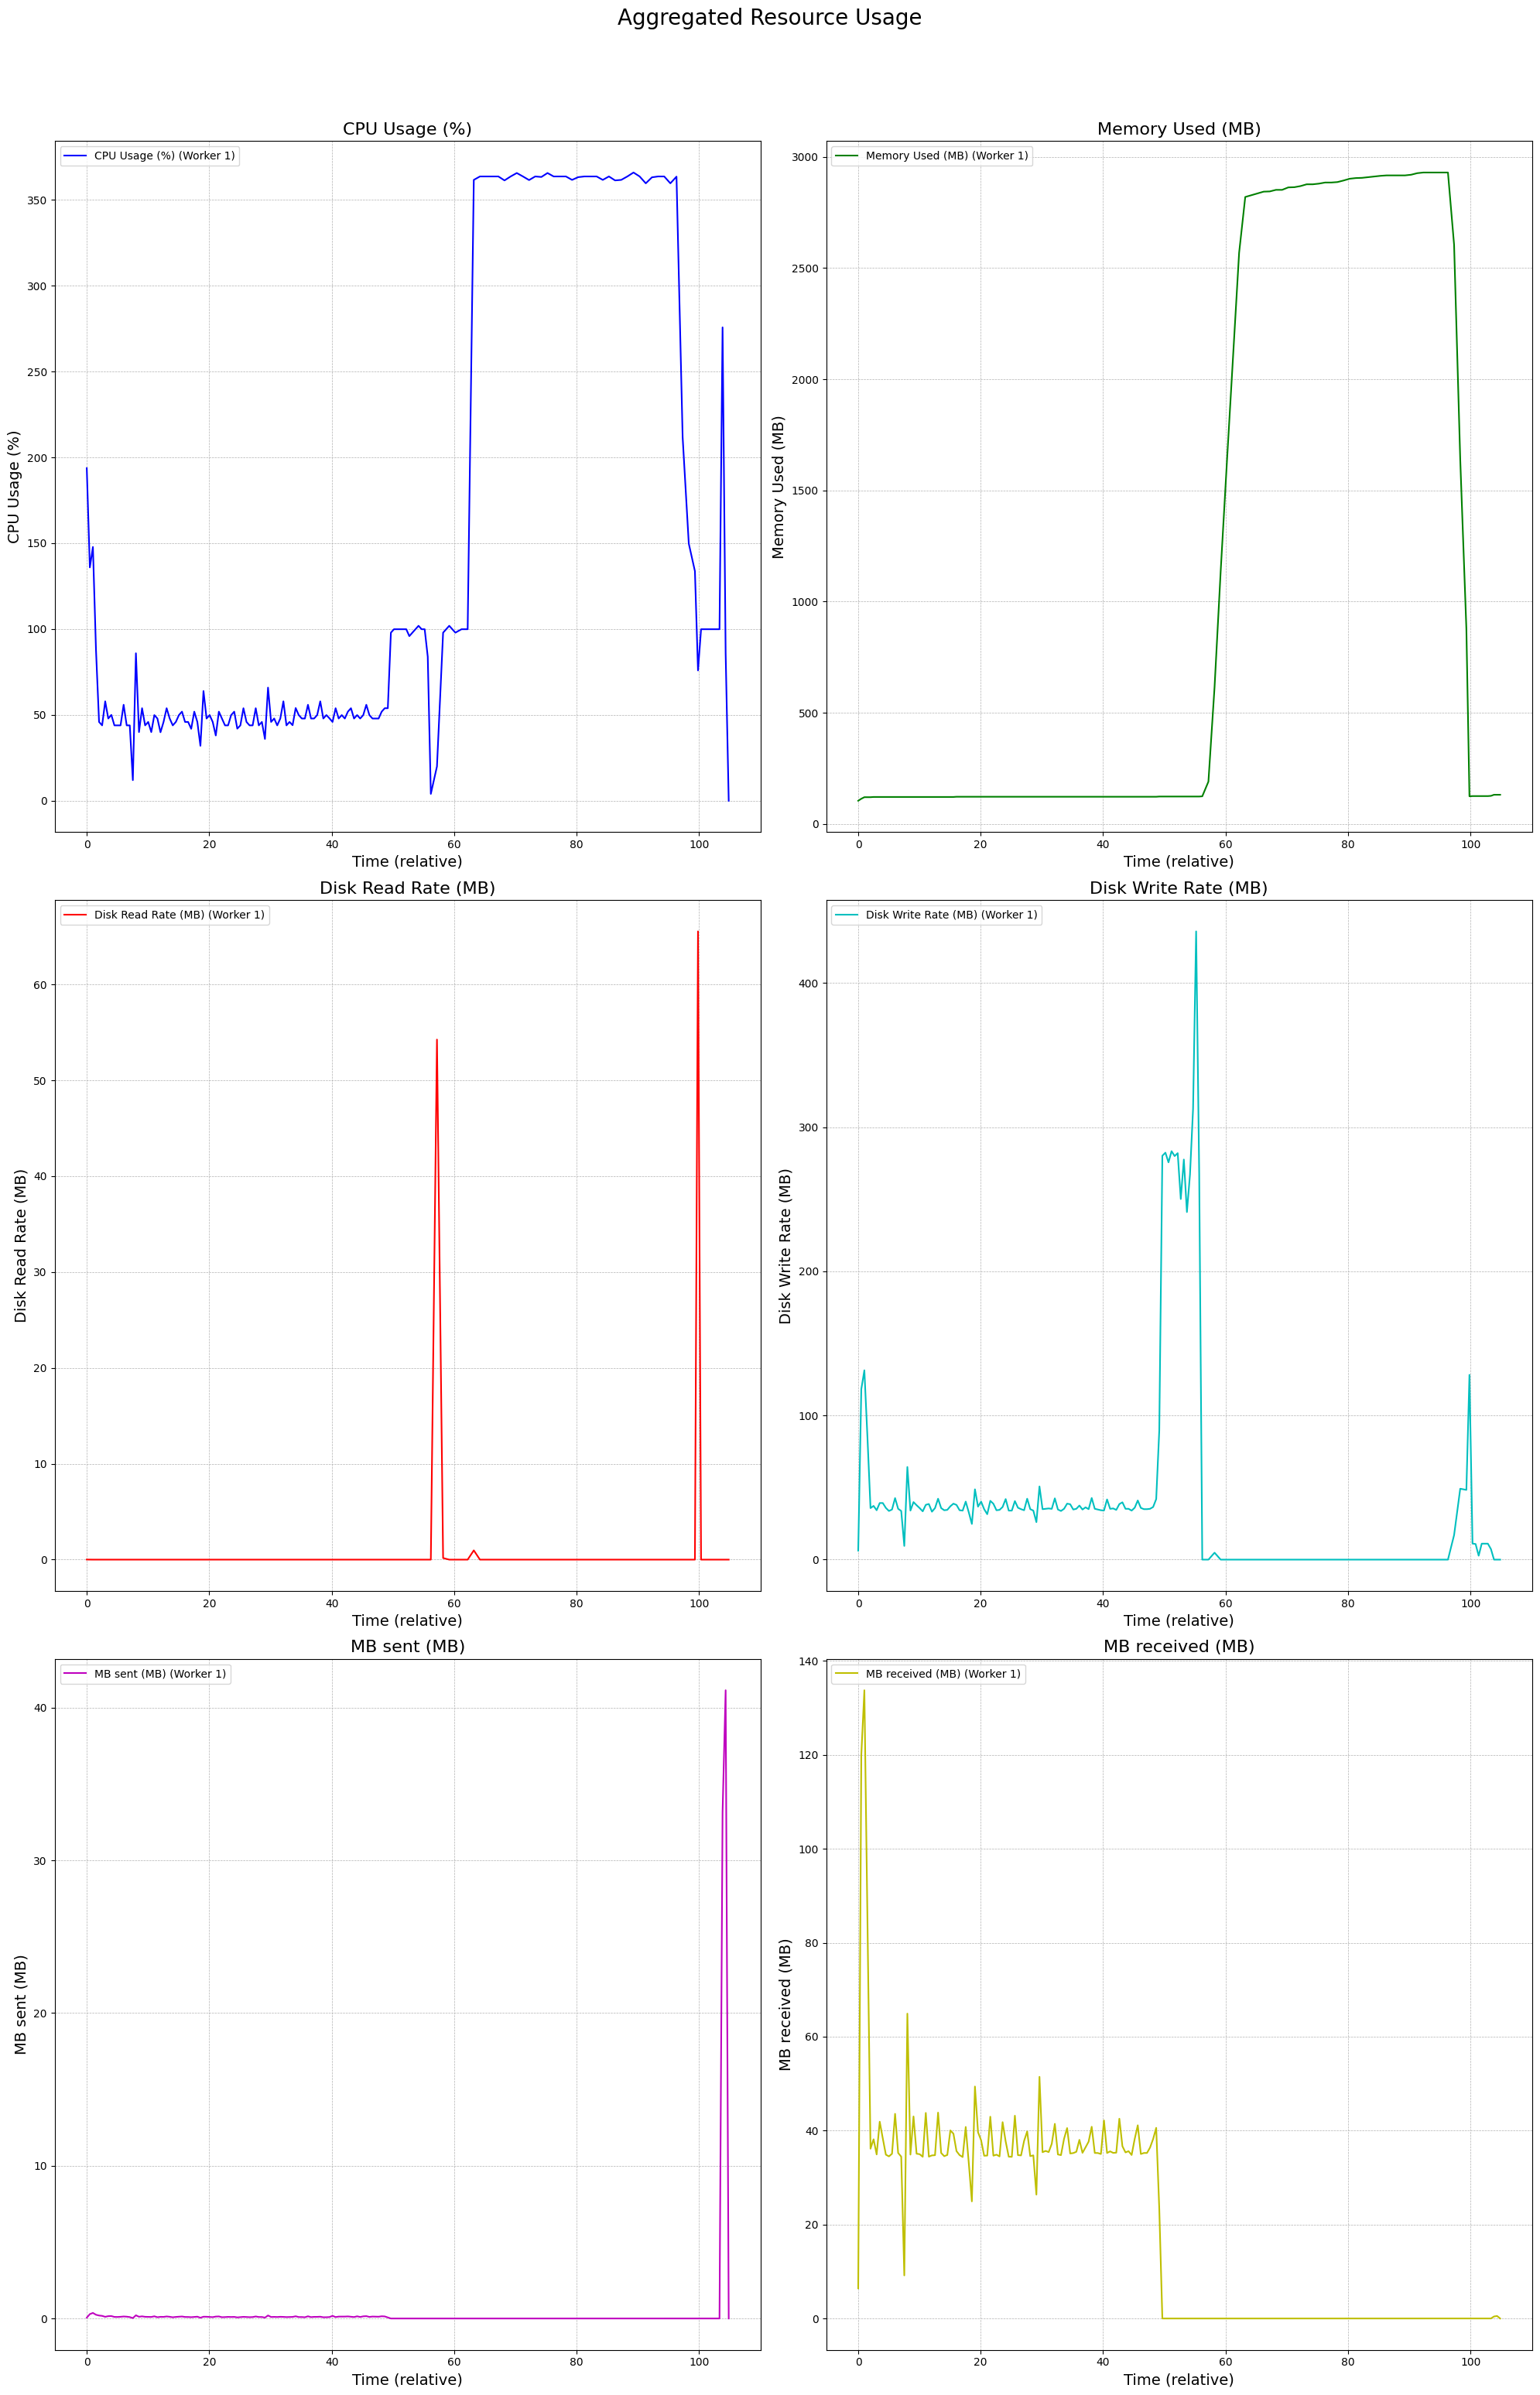 Aggregated Resource Usage
CPU Usage (%)
CPU Usage (%) (Worker 1)
CPU Usage (%)
350
300
250
200
150
100
50
0
0 20 40 60 80 100
Time (relative)
Memory Used (MB)
Memory Used (MB) (Worker 1)
Memory Used (MB)
3000
2500
2000
1500
1000
500
0
0 20 40 60 80 100
Time (relative)
Disk Read Rate (MB)
Disk Read Rate (MB) (Worker 1)
Disk Read Rate (MB)
60
50
40
30
20
10
0
0 20 40 60 80 100
Time (relative)
Disk Write Rate (MB)
Disk Write Rate (MB) (Worker 1)
Disk Write Rate (MB)
400
300
200
100
0
0 20 40 60 80 100
Time (relative)
MB sent (MB)
MB sent (MB) (Worker 1)
MB sent (MB)
40
30
20
10
0
0 20 40 60 80 100
Time (relative)
MB received (MB)
MB received (MB) (Worker 1)
MB received (MB)
140
120
100
80
60
40
20
0
0 20 40 60 80 100
Time (relative)